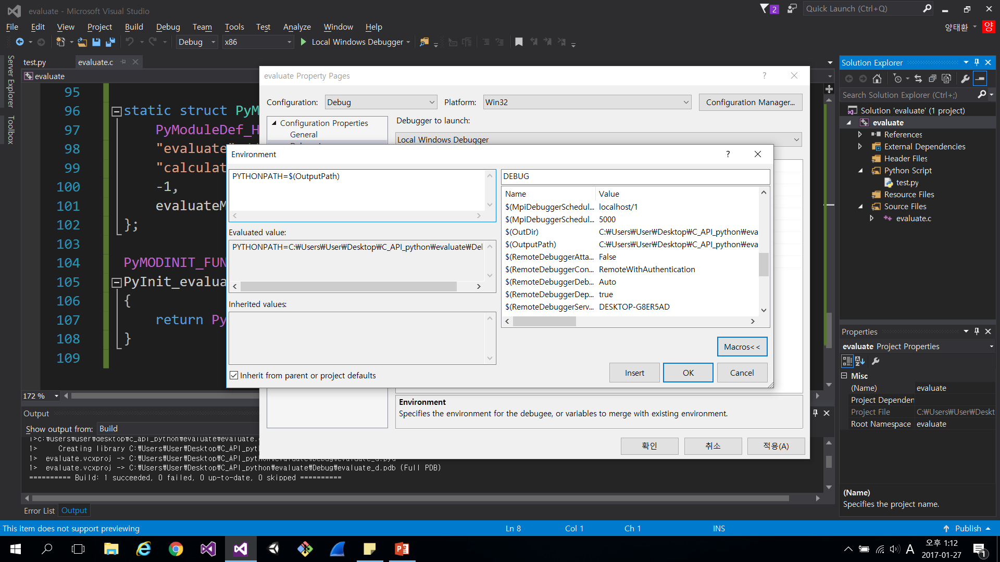 evaluate - Microsoft Visual Studio
2
Quick Launch (Ctrl+Q)
File Edit View Project Build Debug Team Tools Test Analyze Window Help
양태환
양
Debug
x86
Local Windows Debugger
Server Explorer
Toolbox
test.py
evaluate.c
evaluate
95
96 static struct PyM
97 PyModuleDef_H
98 "evaluate"
99 "calculat
100 -1,
101 evaluateM
102 };
103
104 PyMODINIT_FUN
105 PyInit_evalua
106 {
107 return Py
108 }
109
172 %
evaluate Property Pages
?
Configuration: Debug
Platform: Win32
Configuration Manager...
Configuration Properties
General
Debugger to launch:
Local Windows Debugger
Environment
?
PYTHONPATH=$(OutputPath)
Evaluated value:
PYTHONPATH=C:₩Users₩User₩Desktop₩C_API_python₩evaluate₩Del
Inherited values:
Inherit from parent or project defaults
DEBUG
Name Value
$(MpiDebuggerSchedul... localhost/1
$(MpiDebuggerSchedul... 5000
$(OutDir) C:₩Users₩User₩Desktop₩C_API_python₩eva
$(OutputPath) C:₩Users₩User₩Desktop₩C_API_python₩eva
$(RemoteDebuggerAtta... False
$(RemoteDebuggerCon... RemoteWithAuthentication
$(RemoteDebuggerDeb... Auto
$(RemoteDebuggerDep... true
$(RemoteDebuggerServ... DESKTOP-G8ER5AD
Macros<<
Insert
OK
Cancel
Environment
Specifies the environment for the debugee, or variables to merge with existing environment.
확인
취소
적용(A)
Output
Show output from: Build
1>c:₩users₩user₩desktop₩c_api_python₩evaluate₩evaluate.
1> Creating library C:₩Users₩User₩Desktop₩C_API_pyth
1> evaluate.vcxproj -> C:₩Users₩User₩Desktop₩C_API_python₩evaluate₩Debug₩evaluate_d.pyd
1> evaluate.vcxproj -> C:₩Users₩User₩Desktop₩C_API_python₩evaluate₩Debug₩evaluate_d.pdb (Full PDB)
========== Build: 1 succeeded, 0 failed, 0 up-to-date, 0 skipped ==========
Error List
Output
Solution Explorer
Search Solution Explorer (Ctrl+;)
Solution 'evaluate' (1 project)
evaluate
References
External Dependencies
Header Files
Python Script
test.py
Resource Files
Source Files
evaluate.c
Properties
evaluate Project Properties
Misc
(Name) evaluate
Project Dependen
Project File C:₩Users₩User₩Deskt
Root Namespace evaluate
(Name)
Specifies the project name.
This item does not support previewing
Ln 8
Col 1
Ch 1
INS
Publish
A
오후 1:12
2017-01-27
1